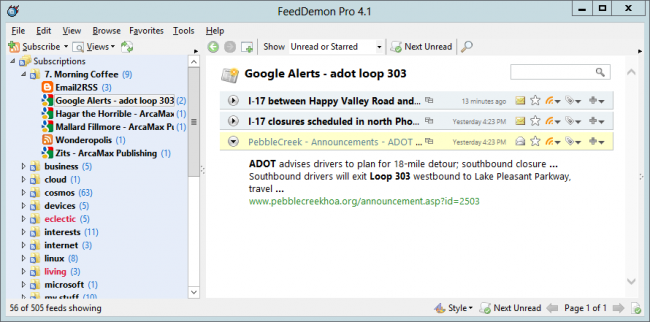 FeedDemon Pro 4.1
File Edit View Browser Favorites Tools Help
Subscribe Views
Show Unread or Starred Next Unread
Subscriptions
7. Morning Coffee (9)
Email2RSS (3)
Google Alerts - adot loop 303 (2)
Hagar the Horrible - ArcaMax
Mallard Fillmore - ArcaMax P
Wonderopolis (1)
Zits - ArcaMax Publishing (1)
business (5)
cloud (1)
cosmos (63)
devices (5)
eclectic (5)
interests (11)
internet (3)
linux (8)
living (3)
microsoft (1)
my stuff (10)
Google Alerts - adot loop 303
I-17 between Happy Valley Road and... 13 minutes ago
I-17 closures scheduled in north Pho... Yesterday 4:23 PM
PebbleCreek - Announcements - ADOT ... Yesterday 4:23 PM
ADOT advises drivers to plan for 18-mile detour; southbound closure ...
Southbound drivers will exit Loop 303 westbound to Lake Pleasant Parkway,
travel ...
www.pebblecreekhoa.org/announcement.asp?id=2503
56 of 505 feeds showing
Style Next Unread Page 1 of 1